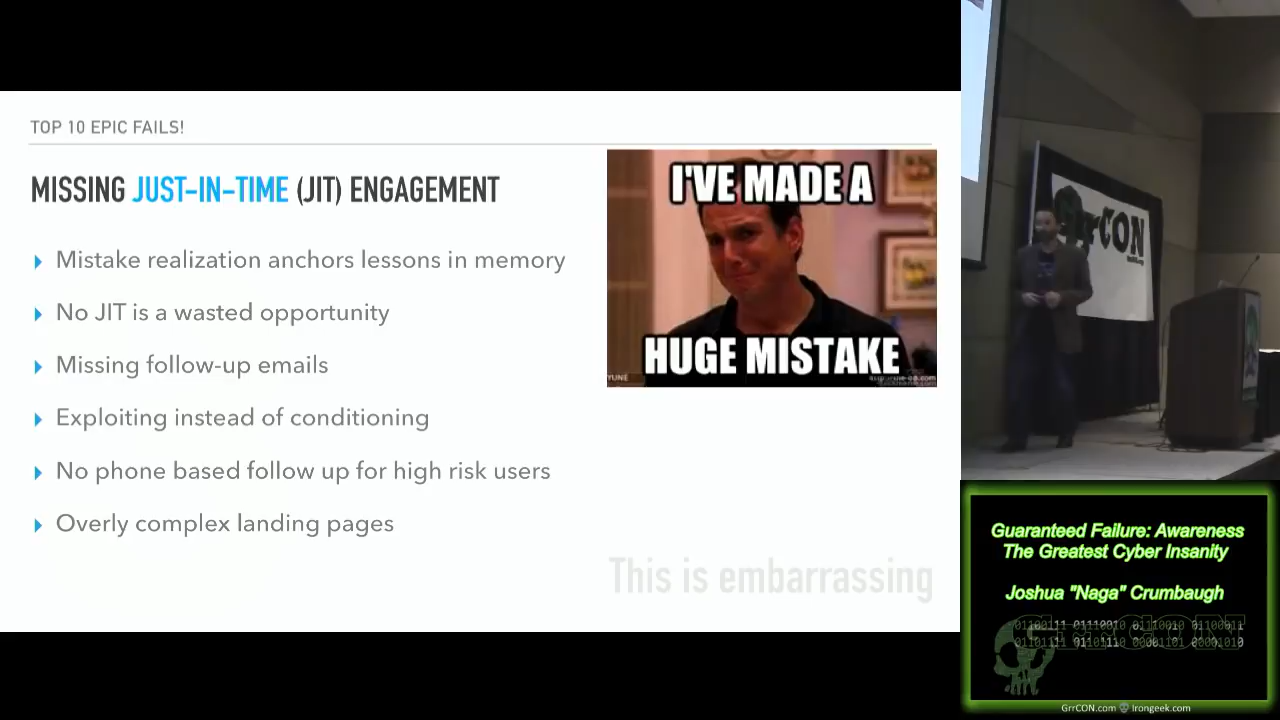 TOP 10 EPIC FAILS!
MISSING JUST-IN-TIME (JIT) ENGAGEMENT
Mistake realization anchors lessons in memory
No JIT is a wasted opportunity
Missing follow-up emails
Exploiting instead of conditioning
No phone based follow up for high risk users
Overly complex landing pages
I'VE MADE A
HUGE MISTAKE
This is embarrassing
GrrCON
Guaranteed Failure: Awareness
The Greatest Cyber Insanity
Joshua "Naga" Crumbaugh
GrrCON
GrrCON.com Irongeek.com